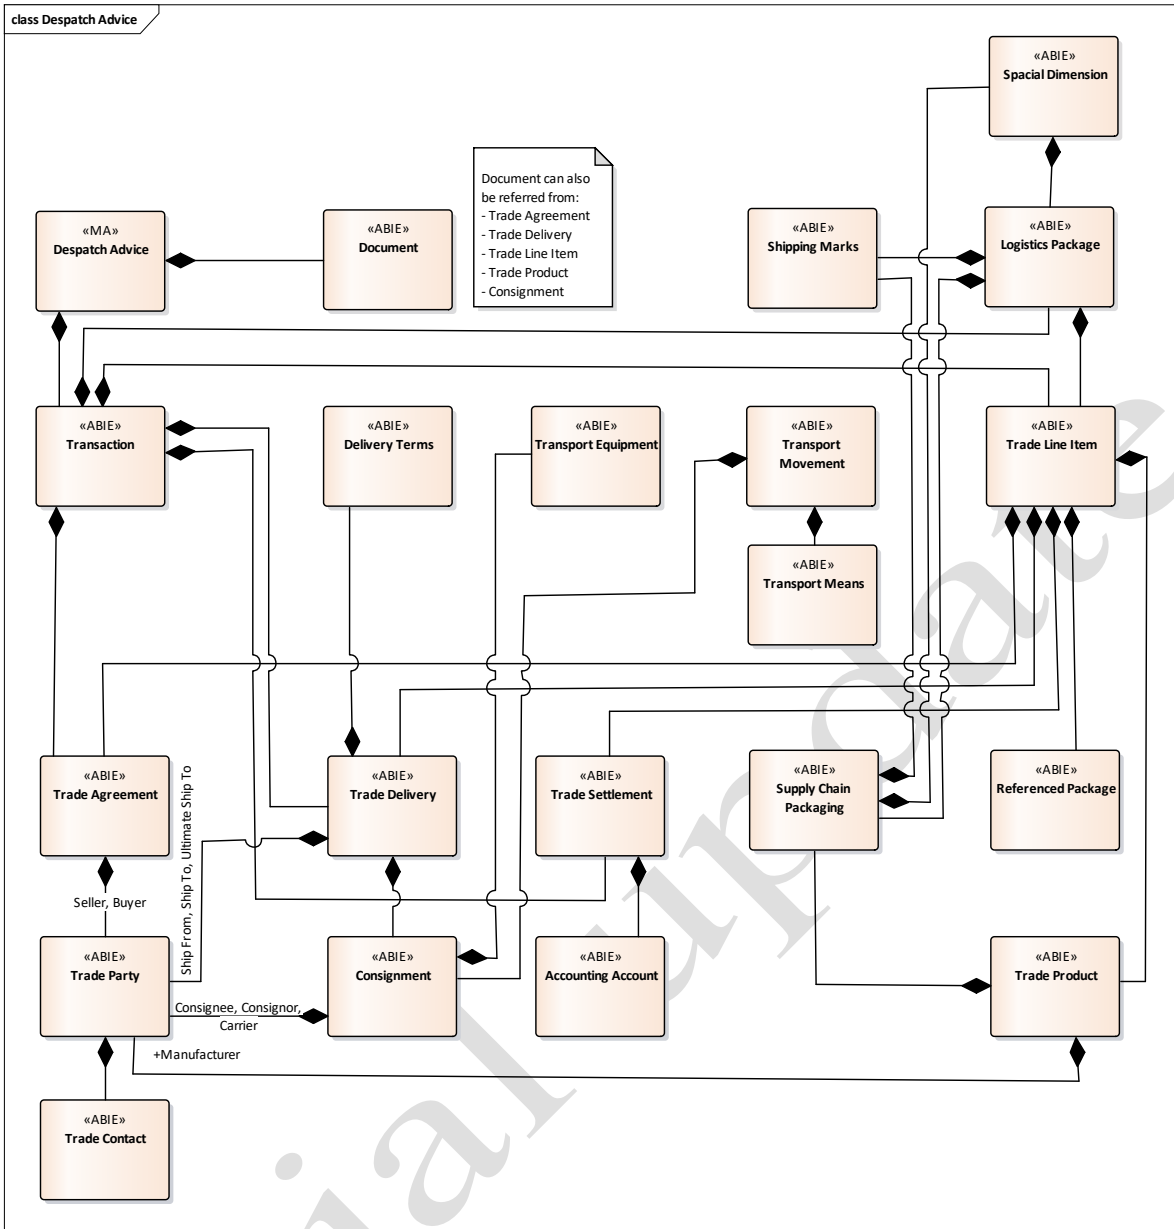 class Despatch Advice
«ABIE»
Spacial Dimension
Document can also
be referred from:
- Trade Agreement
- Trade Delivery
- Trade Line Item
- Trade Product
- Consignment
«MA»
Despatch Advice
«ABIE»
Document
«ABIE»
Shipping Marks
«ABIE»
Logistics Package
«ABIE»
Transaction
«ABIE»
Delivery Terms
«ABIE»
Transport Equipment
«ABIE»
Transport
Movement
«ABIE»
Trade Line Item
«ABIE»
Transport Means
«ABIE»
Trade Agreement
Ship From, Ship To, Ultimate Ship To
«ABIE»
Trade Delivery
«ABIE»
Trade Settlement
«ABIE»
Supply Chain
Packaging
«ABIE»
Referenced Package
Seller, Buyer
«ABIE»
Trade Party
«ABIE»
Consignment
«ABIE»
Accounting Account
«ABIE»
Trade Product
Consignee, Consignor,
Carrier
+Manufacturer
«ABIE»
Trade Contact
ial update